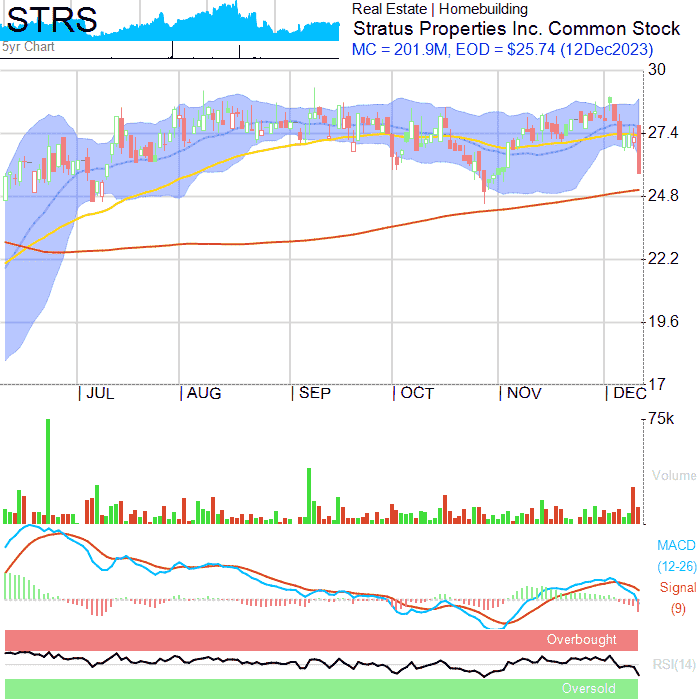 STRS
5yr Chart
Real Estate | Homebuilding
Stratus Properties Inc. Common Stock
MC = 201.9M, EOD = $25.74 (12Dec2023)
30
27.4
24.8
22.2
19.6
17
JUL AUG SEP OCT NOV DEC
75k
Volume
MACD
(12-26)
Signal
(9)
Overbought
RSI(14)
Oversold